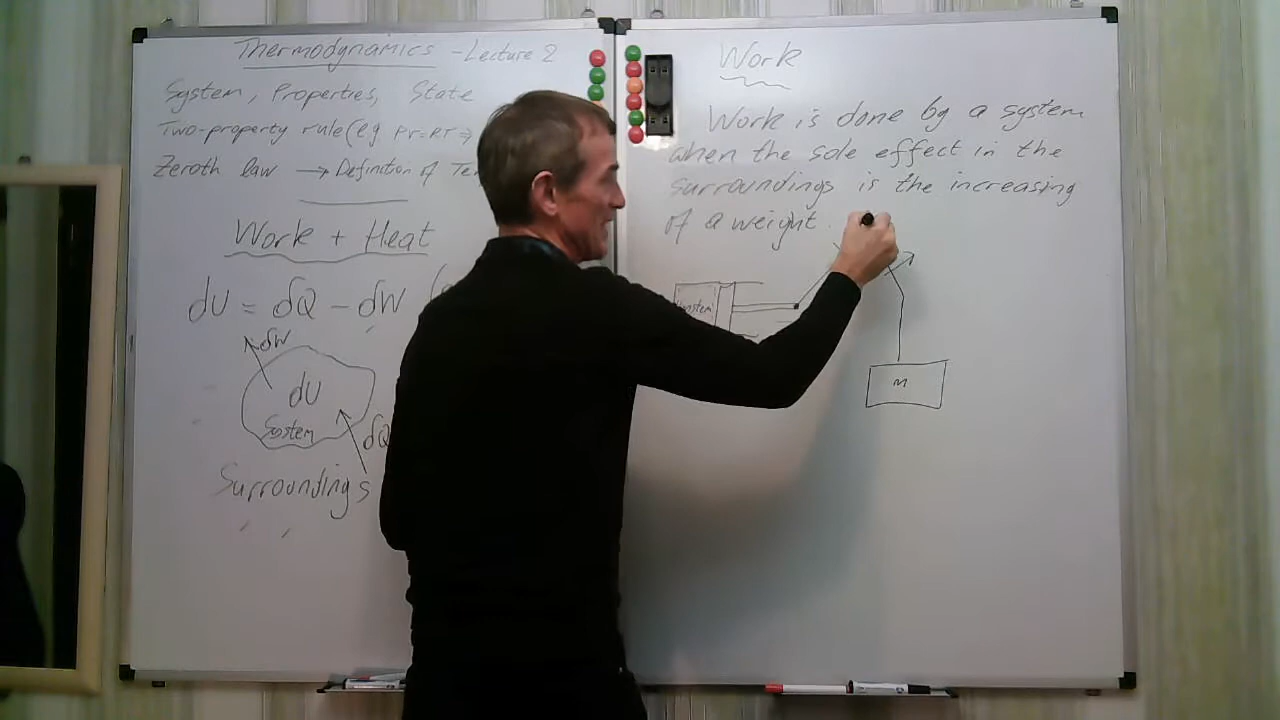 Thermodynamics - Lecture 2
System, Properties, State
Two-property rule (eg PV=RT ⇒
Zeroth law → Definition of Te
Work + Heat
dU = dQ - dW (
dW
dU
System
dQ
Surroundings
Work
Work is done by a system
when the sole effect in the
surroundings is the increasing
of a weight.
System
M